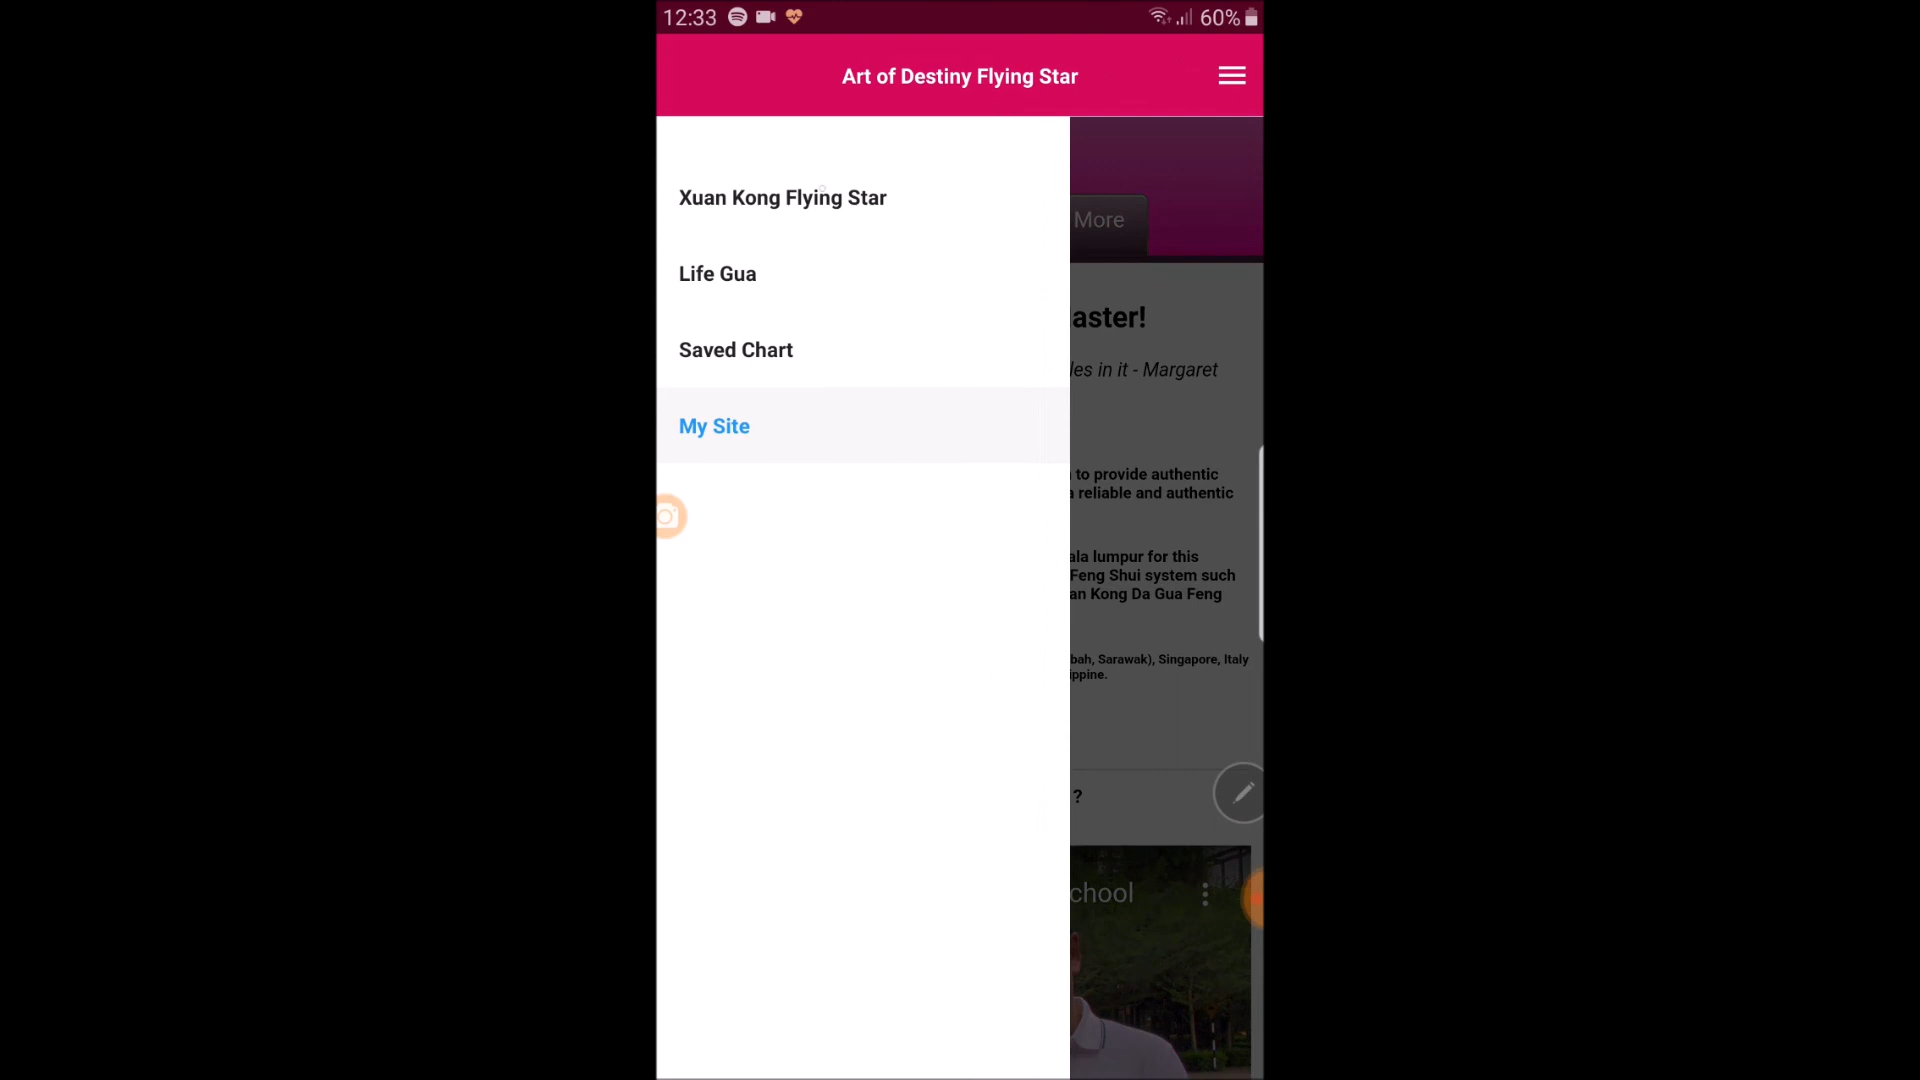 12:33
60%
Art of Destiny Flying Star
Xuan Kong Flying Star
Life Gua
Saved Chart
My Site
More
aster!
les in it - Margaret
to provide authentic
a reliable and authentic
ala lumpur for this
Feng Shui system such
an Kong Da Gua Feng
bah, Sarawak), Singapore, Italy
ippine.
?
chool